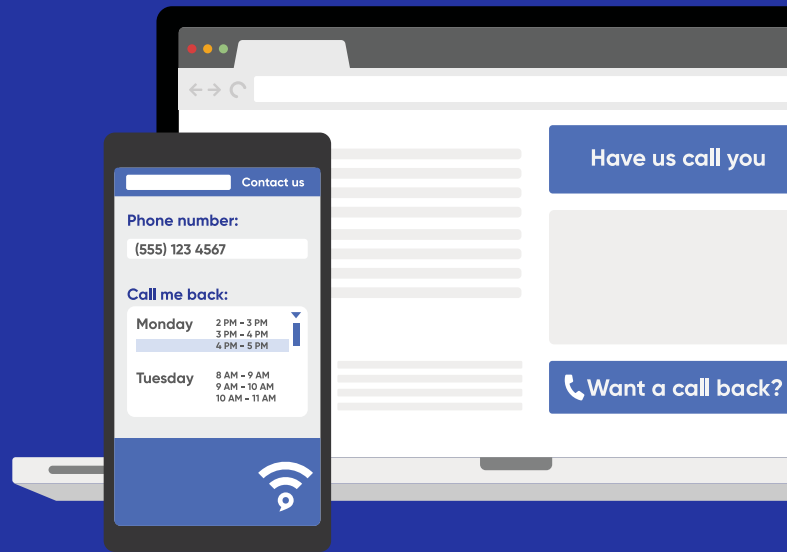 Have us call you
Want a call back?
Contact us
Phone number:
(555) 123 4567
Call me back:
Monday 2 PM - 3 PM
3 PM - 4 PM
4 PM - 5 PM
Tuesday 8 AM - 9 AM
9 AM - 10 AM
10 AM - 11 AM